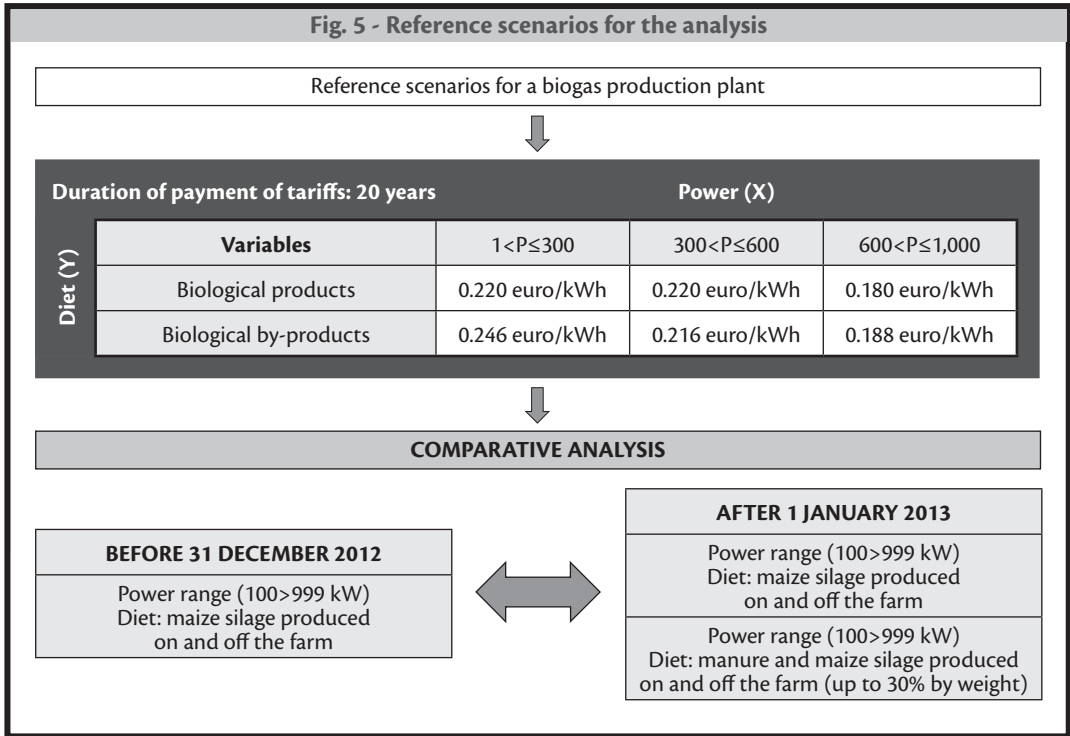 Fig. 5 - Reference scenarios for the analysis
Reference scenarios for a biogas production plant
Duration of payment of tariffs: 20 years Power (X)
Diet (Y)
Variables 1<P≤300 300<P≤600 600<P≤1,000
Biological products 0.220 euro/kWh 0.220 euro/kWh 0.180 euro/kWh
Biological by-products 0.246 euro/kWh 0.216 euro/kWh 0.188 euro/kWh
COMPARATIVE ANALYSIS
BEFORE 31 DECEMBER 2012
Power range (100>999 kW)
Diet: maize silage produced
on and off the farm
AFTER 1 JANUARY 2013
Power range (100>999 kW)
Diet: maize silage produced
on and off the farm
Power range (100>999 kW)
Diet: manure and maize silage produced
on and off the farm (up to 30% by weight)